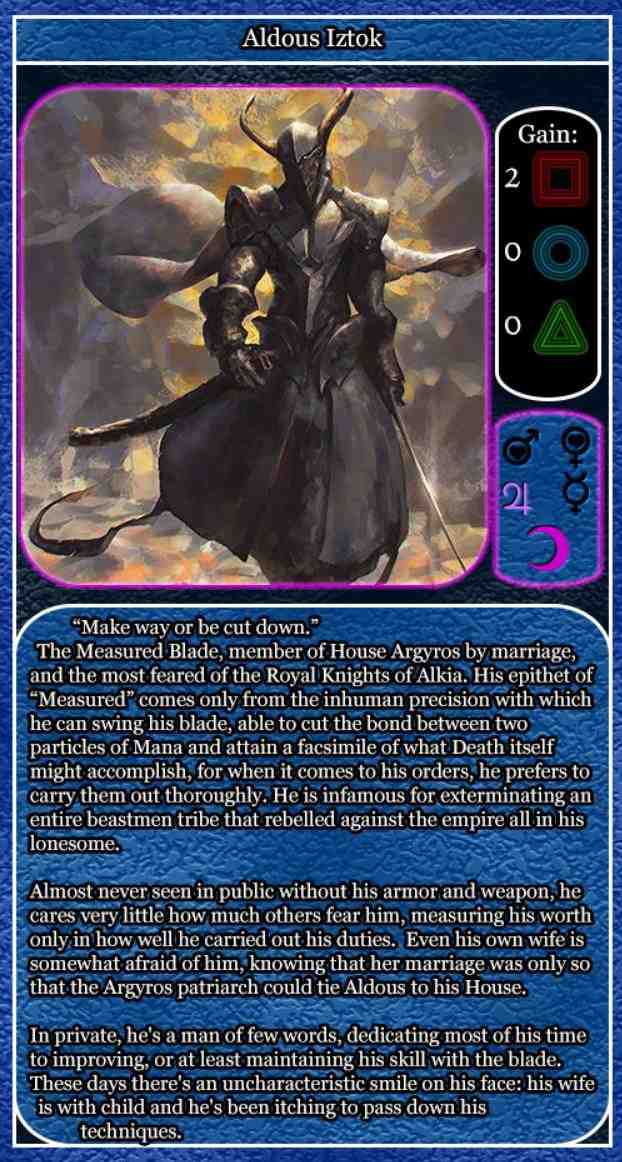 Aldous Iztok
Gain:
2
0
0
“Make way or be cut down.”
The Measured Blade, member of House Argyros by marriage,
and the most feared of the Royal Knights of Alkia. His epithet of
“Measured” comes only from the inhuman precision with which
he can swing his blade, able to cut the bond between two
particles of Mana and attain a facsimile of what Death itself
might accomplish, for when it comes to his orders, he prefers to
carry them out thoroughly. He is infamous for exterminating an
entire beastmen tribe that rebelled against the empire all in his
lonesome.
Almost never seen in public without his armor and weapon, he
cares very little how much others fear him, measuring his worth
only in how well he carried out his duties.  Even his own wife is
somewhat afraid of him, knowing that her marriage was only so
that the Argyros patriarch could tie Aldous to his House.
In private, he's a man of few words, dedicating most of his time
to improving, or at least maintaining his skill with the blade.
These days there's an uncharacteristic smile on his face: his wife
is with child and he's been itching to pass down his
techniques.